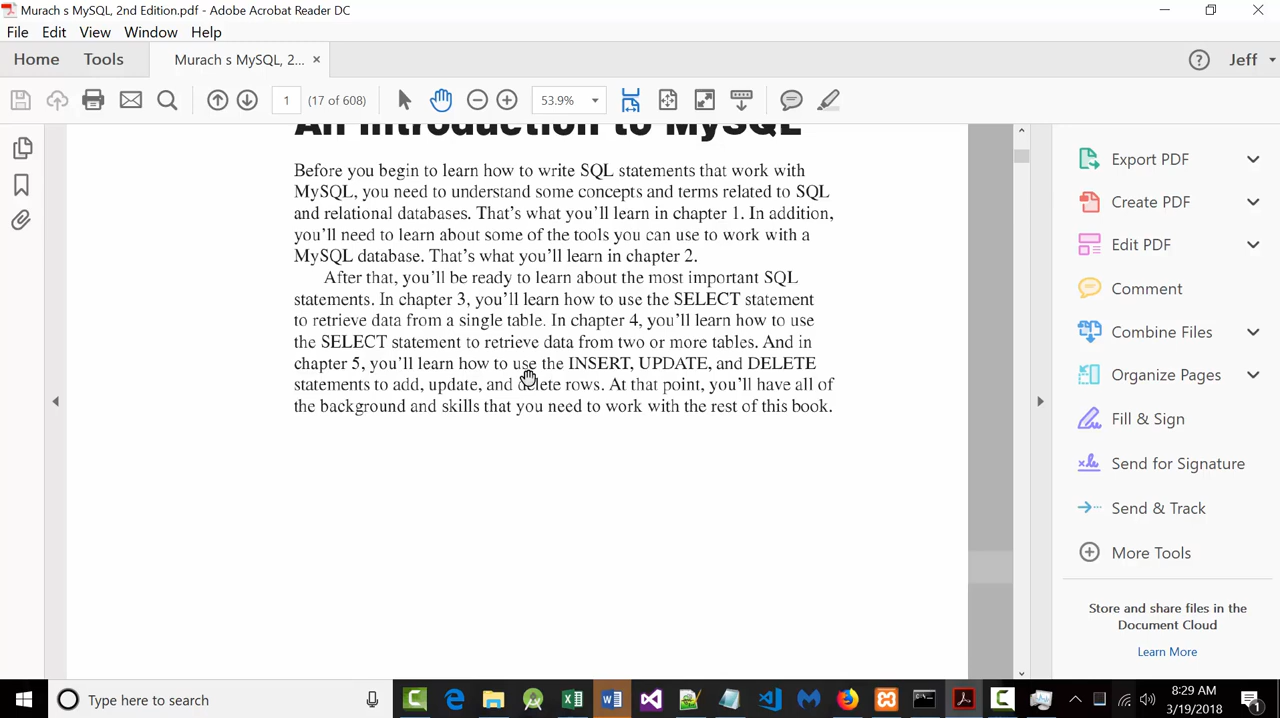 Murach s MySQL, 2nd Edition.pdf - Adobe Acrobat Reader DC
File Edit View Window Help
Home Tools Murach s MySQL, 2... × Jeff
1 (17 of 608) 53.9%
An Introduction to MySQL
Before you begin to learn how to write SQL statements that work with
MySQL, you need to understand some concepts and terms related to SQL
and relational databases. That's what you'll learn in chapter 1. In addition,
you'll need to learn about some of the tools you can use to work with a
MySQL database. That's what you'll learn in chapter 2.
After that, you'll be ready to learn about the most important SQL
statements. In chapter 3, you'll learn how to use the SELECT statement
to retrieve data from a single table. In chapter 4, you'll learn how to use
the SELECT statement to retrieve data from two or more tables. And in
chapter 5, you'll learn how to use the INSERT, UPDATE, and DELETE
statements to add, update, and delete rows. At that point, you'll have all of
the background and skills that you need to work with the rest of this book.
Export PDF
Create PDF
Edit PDF
Comment
Combine Files
Organize Pages
Fill & Sign
Send for Signature
Send & Track
More Tools
Store and share files in the
Document Cloud
Learn More
Type here to search
8:29 AM
3/19/2018
1